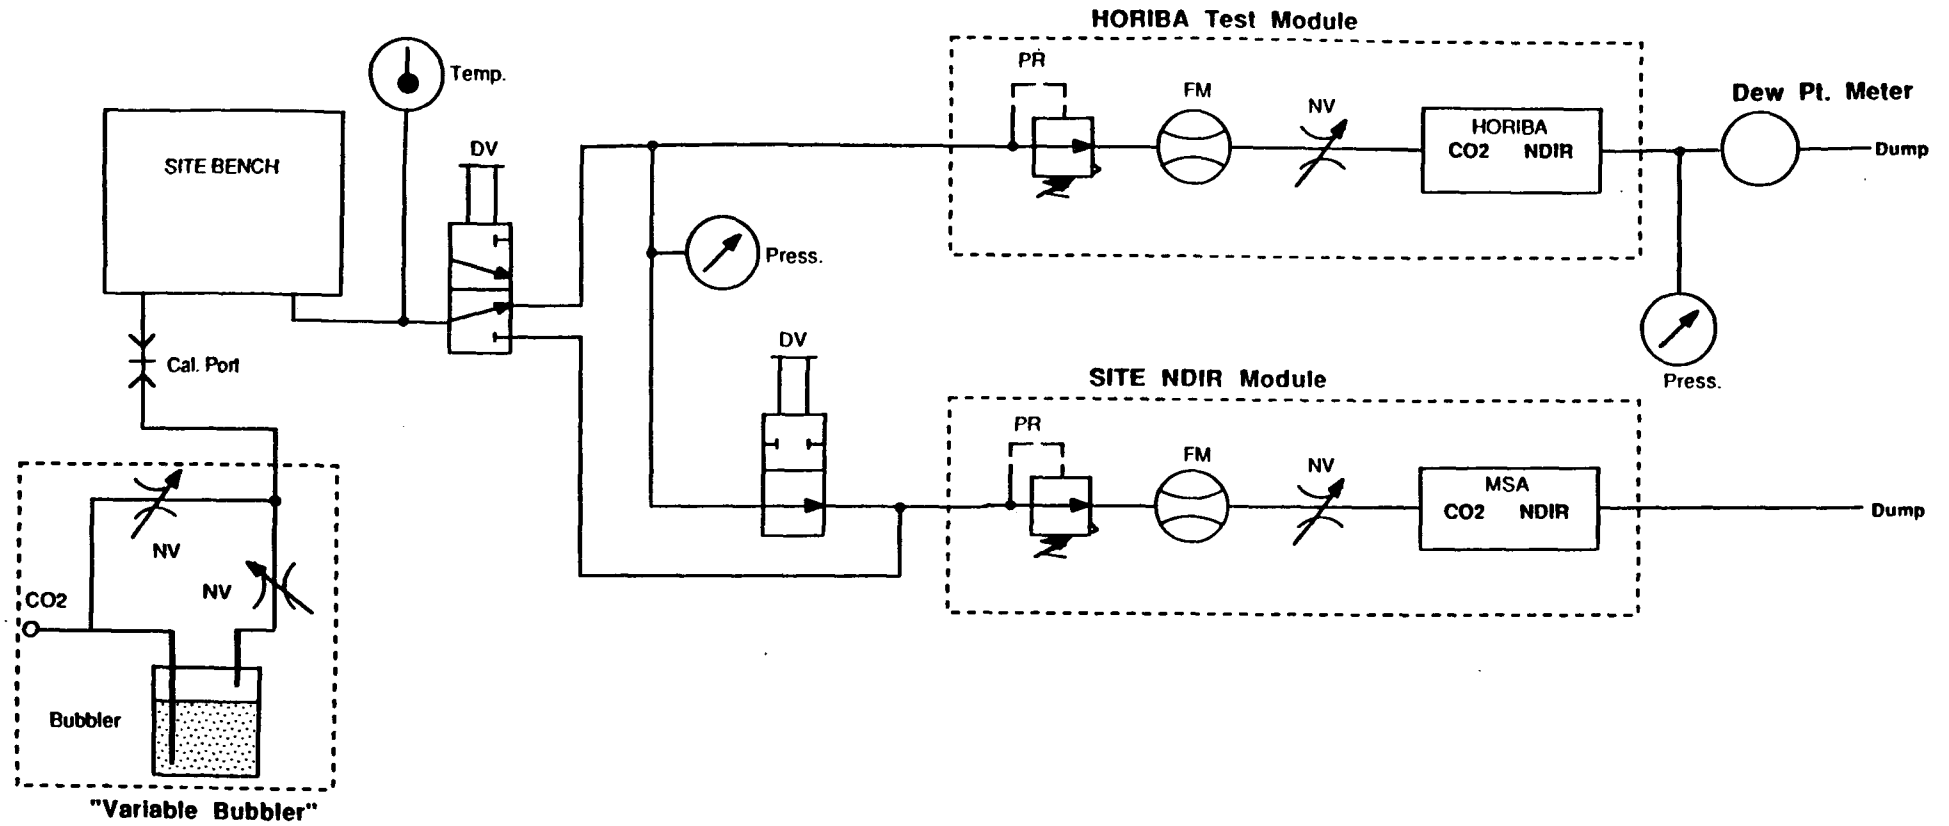 HORIBA Test Module
PR
FM
NV
HORIBA
CO2 NDIR
Dew Pt. Meter
Dump
Press.
Temp.
SITE BENCH
DV
Press.
Cal. Port
DV
SITE NDIR Module
PR
FM
NV
MSA
CO2 NDIR
Dump
NV
NV
CO2
Bubbler
"Variable Bubbler"